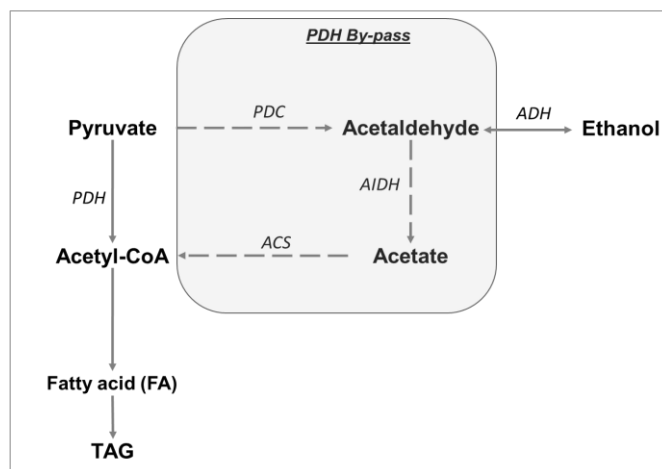 PDH By-pass
Pyruvate
PDC
Acetaldehyde
ADH
Ethanol
PDH
AlDH
Acetyl-CoA
ACS
Acetate
Fatty acid (FA)
TAG